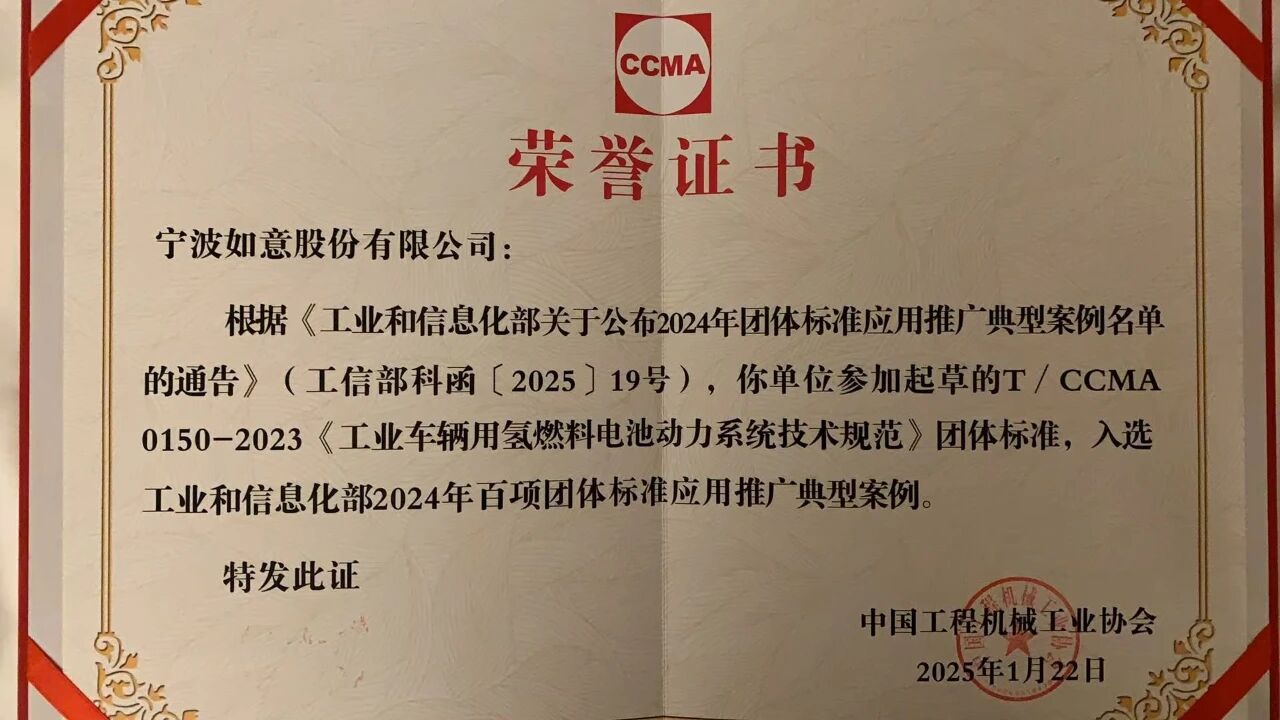 CCMA
荣誉证书
宁波如意股份有限公司：
根据《工业和信息化部关于公布2024年团体标准应用推广典型案例名单
的通告》（工信部科函〔2025〕19号），你单位参加起草的T/CCMA
0150-2023《工业车辆用氢燃料电池动力系统技术规范》团体标准，入选
工业和信息化部2024年百项团体标准应用推广典型案例。
特发此证
中国工程机械工业协会
2025年1月22日